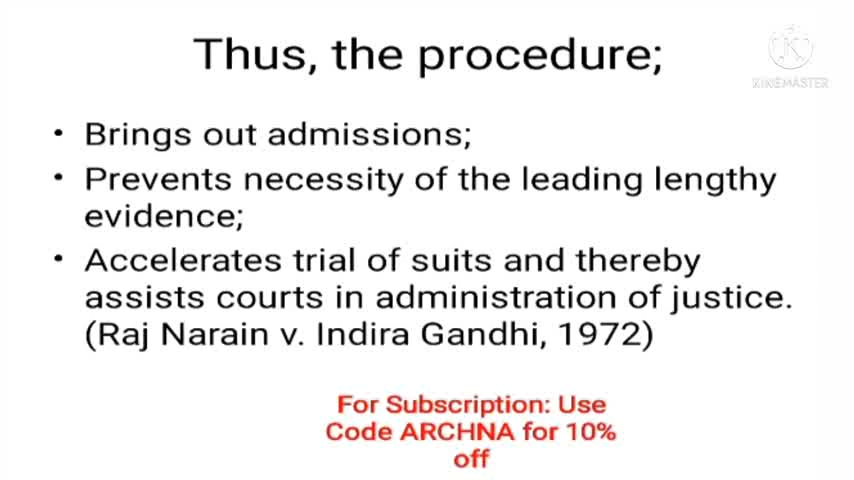 Thus, the procedure;
KINEMASTER
• Brings out admissions;
• Prevents necessity of the leading lengthy
evidence;
• Accelerates trial of suits and thereby
assists courts in administration of justice.
(Raj Narain v. Indira Gandhi, 1972)
For Subscription: Use
Code ARCHNA for 10%
off